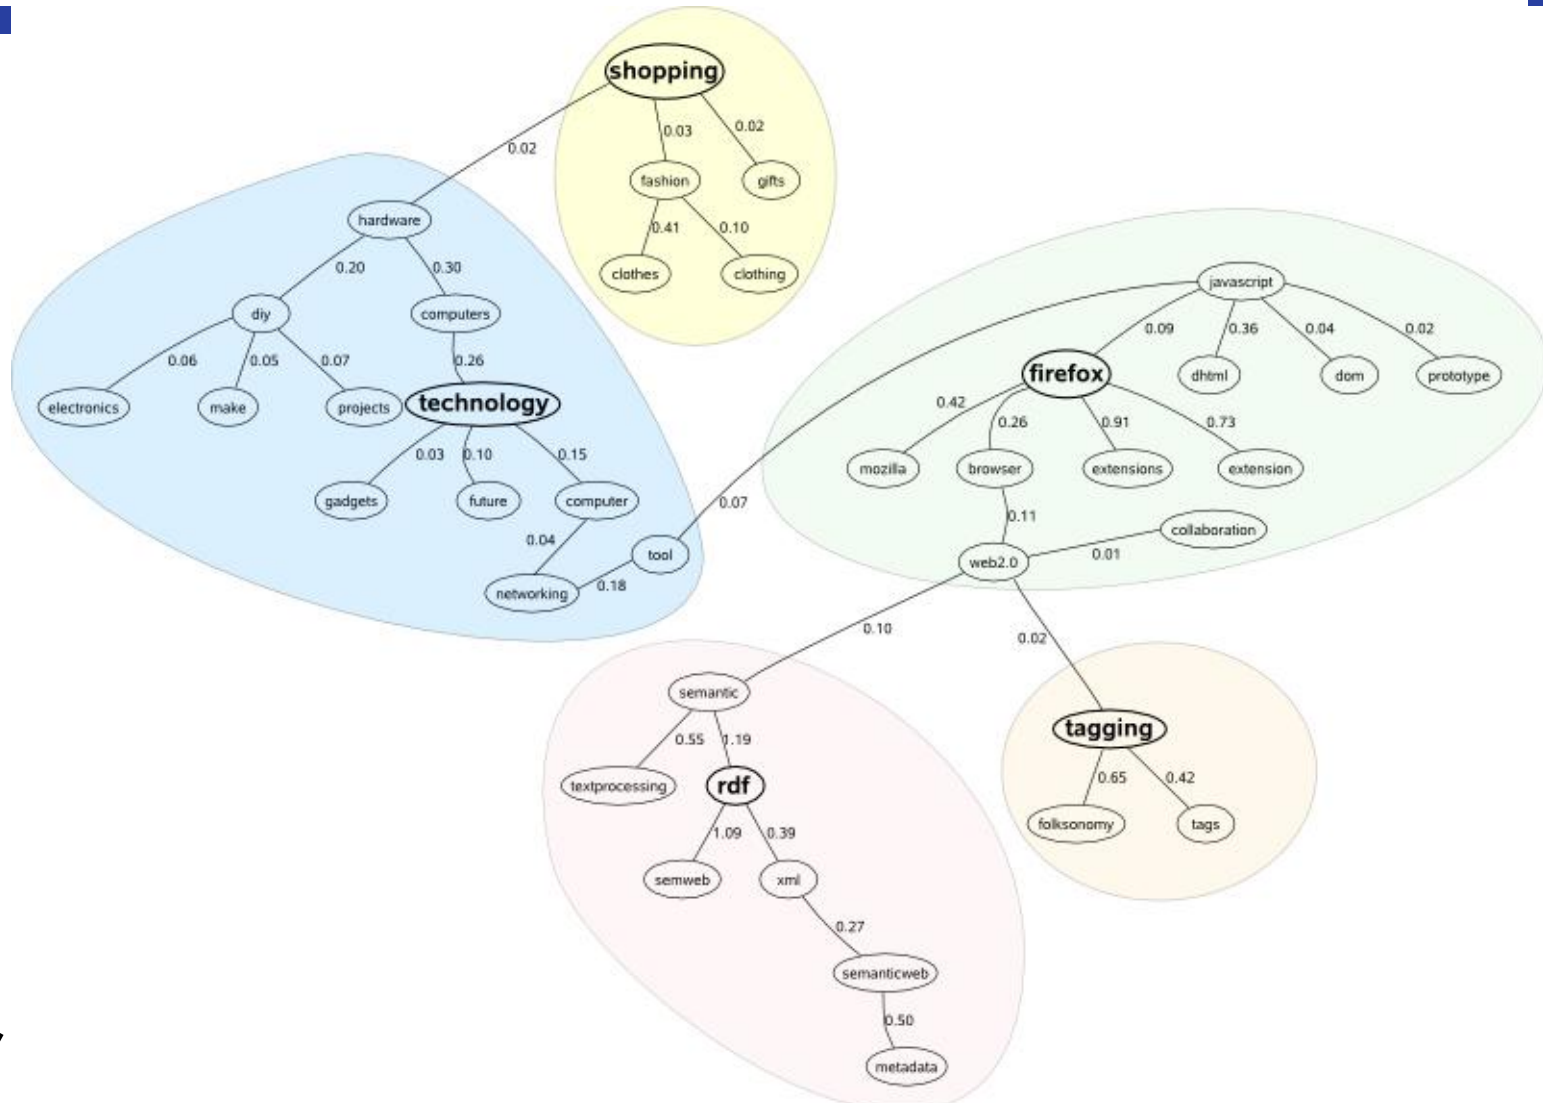 shopping
0.02
0.03
0.02
fashion
gifts
hardware
0.41
0.10
0.20
0.30
clothes
clothing
javascript
diy
computers
0.09
0.36
0.04
0.02
0.06
0.05
0.07
0.26
firefox
dhtml
dom
prototype
electronics
make
projects
technology
0.42
0.26
0.91
0.73
0.03
0.10
0.15
mozilla
browser
extensions
extension
gadgets
future
computer
0.07
0.11
collaboration
0.04
tool
0.01
web2.0
networking
0.18
0.10
0.02
semantic
tagging
0.55
1.19
0.65
0.42
textprocessing
rdf
folksonomy
tags
1.09
0.39
semweb
xml
0.27
semanticweb
0.50
metadata